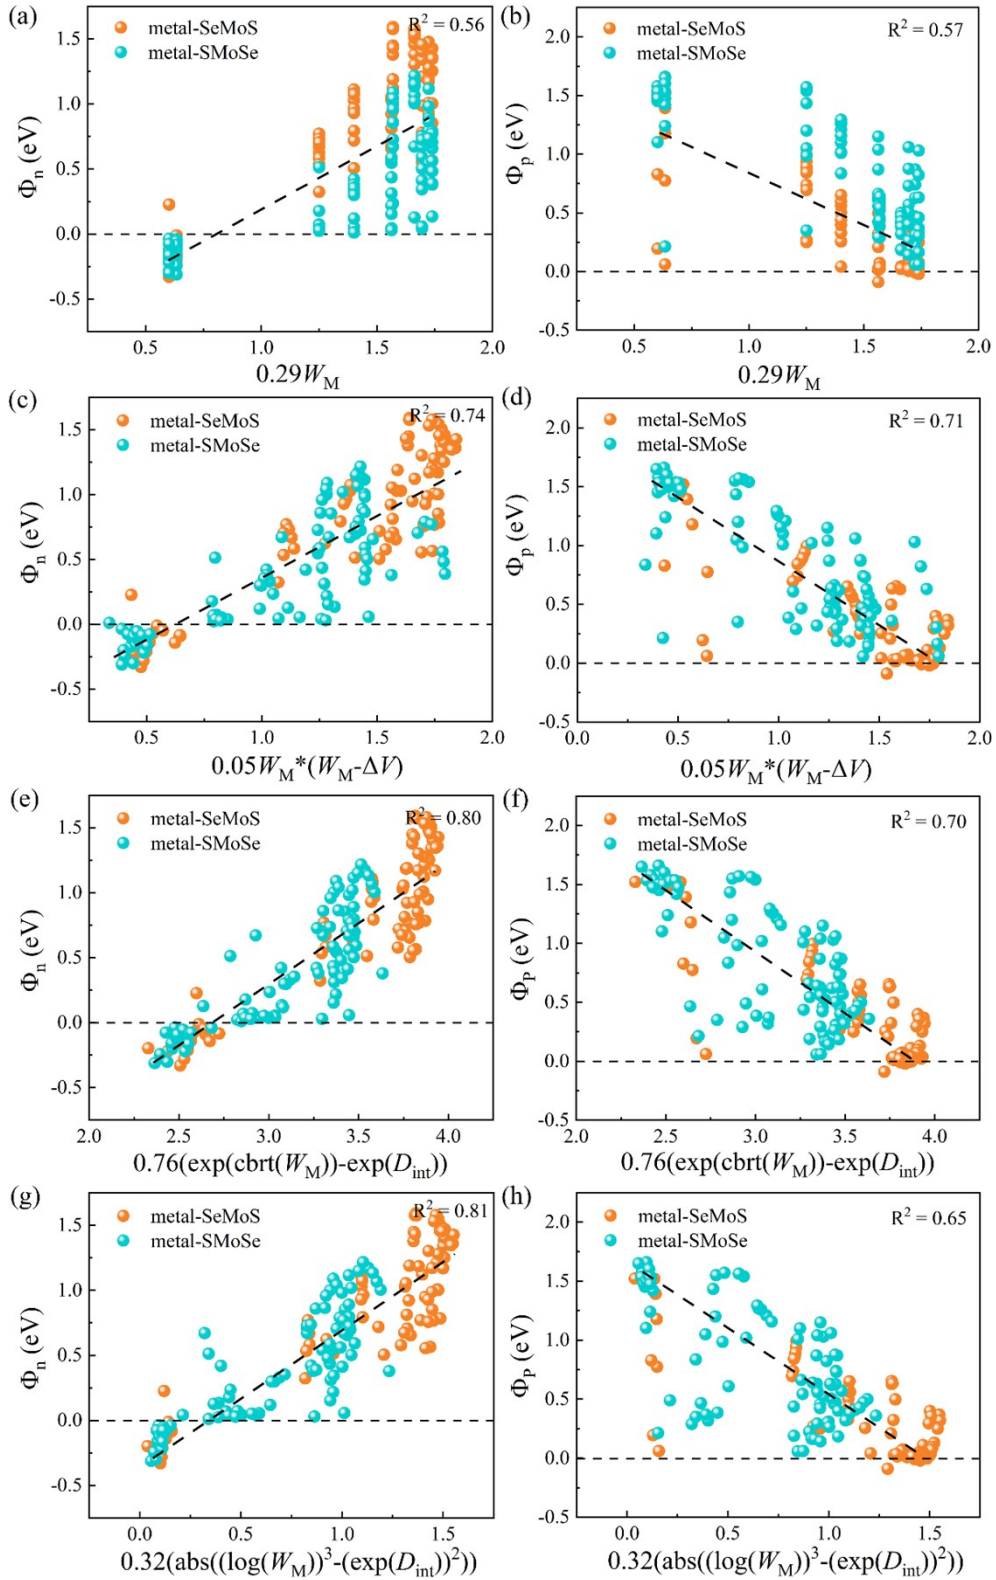 (a)
metal-SeMoS
metal-SMoSe
R² = 0.56
1.5
1.0
0.5
0.0
-0.5
Φn (eV)
0.5 1.0 1.5 2.0
0.29WM
(b)
metal-SeMoS
metal-SMoSe
R² = 0.57
2.0
1.5
1.0
0.5
0.0
-0.5
Φp (eV)
0.5 1.0 1.5 2.0
0.29WM
(c)
metal-SeMoS
metal-SMoSe
R² = 0.74
1.5
1.0
0.5
0.0
-0.5
Φn (eV)
0.5 1.0 1.5 2.0
0.05WM*(WM-ΔV)
(d)
metal-SeMoS
metal-SMoSe
R² = 0.71
2.0
1.5
1.0
0.5
0.0
-0.5
Φp (eV)
0.0 0.5 1.0 1.5 2.0
0.05WM*(WM-ΔV)
(e)
metal-SeMoS
metal-SMoSe
R² = 0.80
1.5
1.0
0.5
0.0
-0.5
Φn (eV)
2.0 2.5 3.0 3.5 4.0
0.76(exp(cbrt(WM))-exp(Dint))
(f)
metal-SeMoS
metal-SMoSe
R² = 0.70
2.0
1.5
1.0
0.5
0.0
-0.5
ΦP (eV)
2.0 2.5 3.0 3.5 4.0
0.76(exp(cbrt(WM))-exp(Dint))
(g)
metal-SeMoS
metal-SMoSe
R² = 0.81
1.5
1.0
0.5
0.0
-0.5
Φn (eV)
0.0 0.5 1.0 1.5
0.32(abs((log(WM))³-(exp(Dint))²))
(h)
metal-SeMoS
metal-SMoSe
R² = 0.65
2.0
1.5
1.0
0.5
0.0
-0.5
ΦP (eV)
0.0 0.5 1.0 1.5
0.32(abs((log(WM))³-(exp(Dint))²))